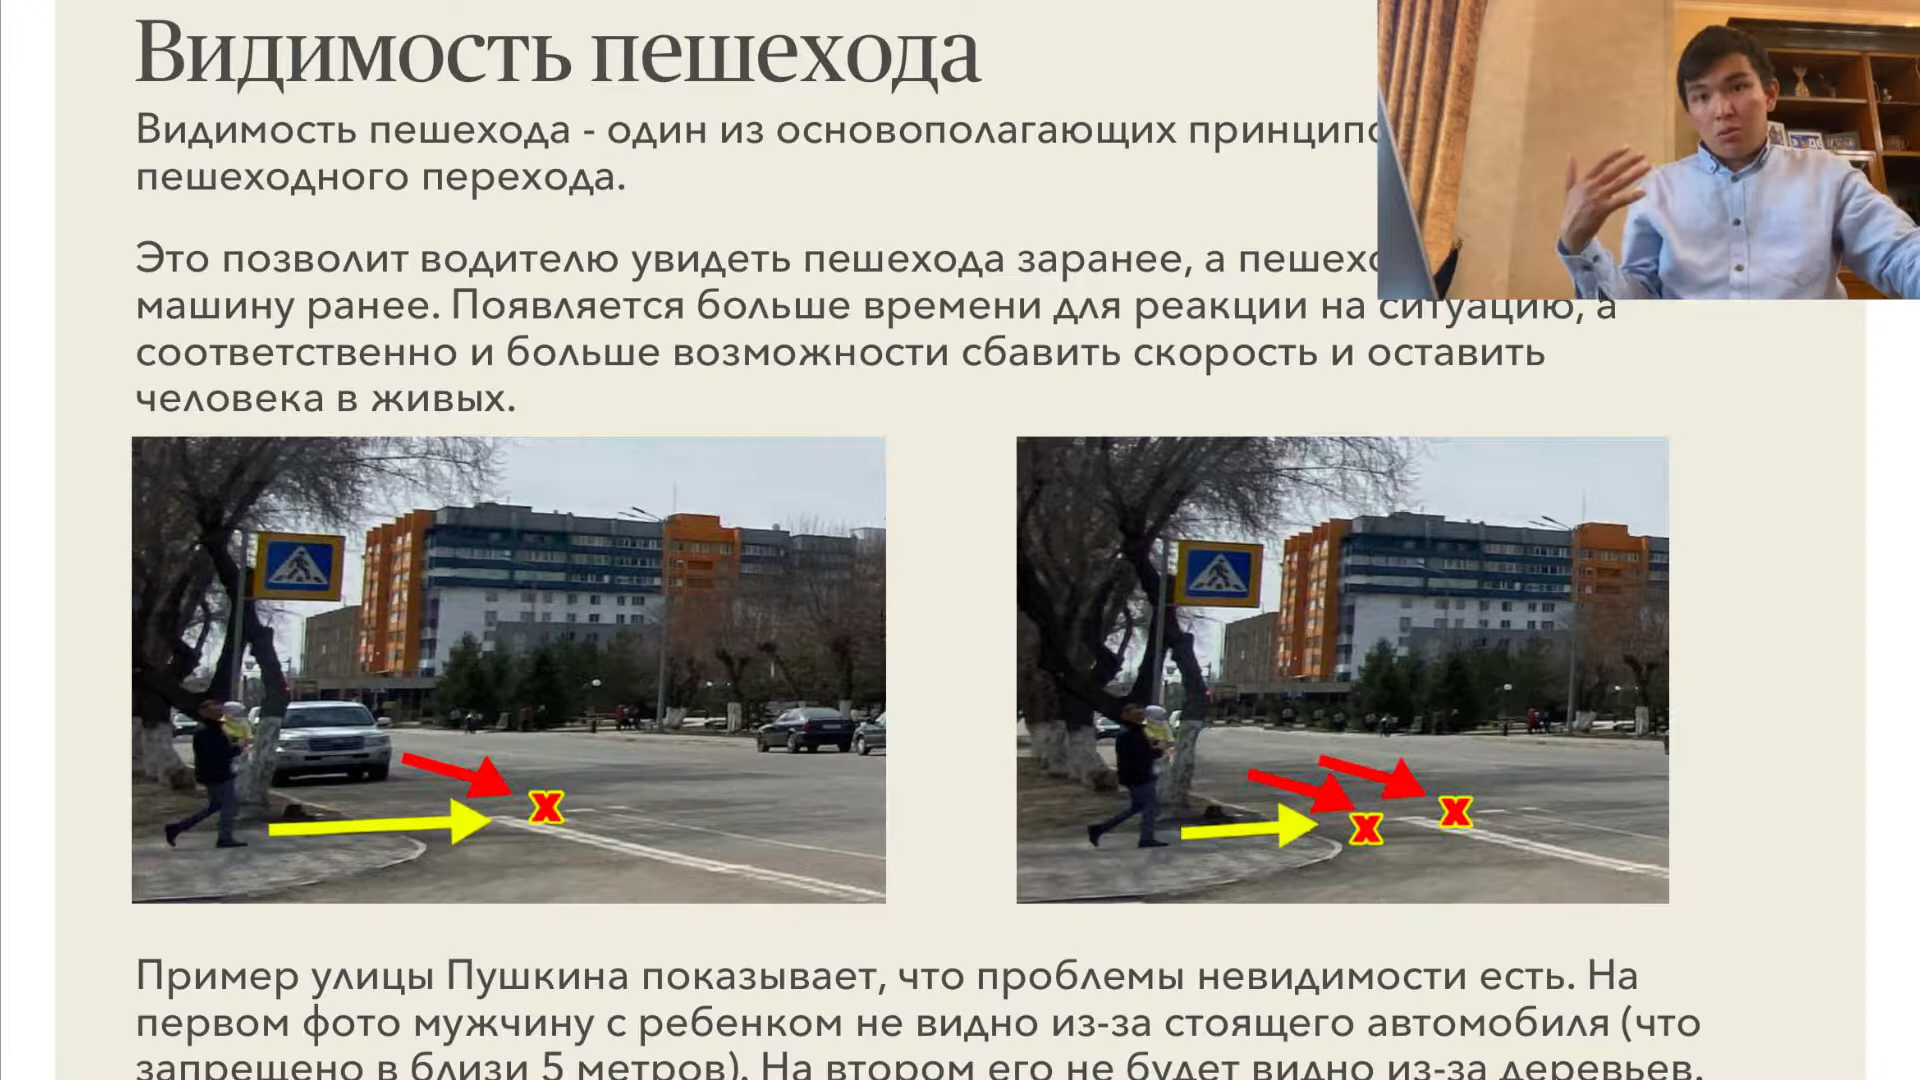 Видимость пешехода
Видимость пешехода - один из основополагающих
пешеходного перехода.
Это позволит водителю увидеть пешехода заранее, а
машину ранее. Появляется больше времени для реакции на ситуацию, а
соответственно и больше возможности сбавить скорость и оставить
человека в живых.
X
X X
Пример улицы Пушкина показывает, что проблемы невидимости есть. На
первом фото мужчину с ребенком не видно из-за стоящего автомобиля (что
запрещено в близи 5 метров). На втором его не будет видно из-за деревьев.